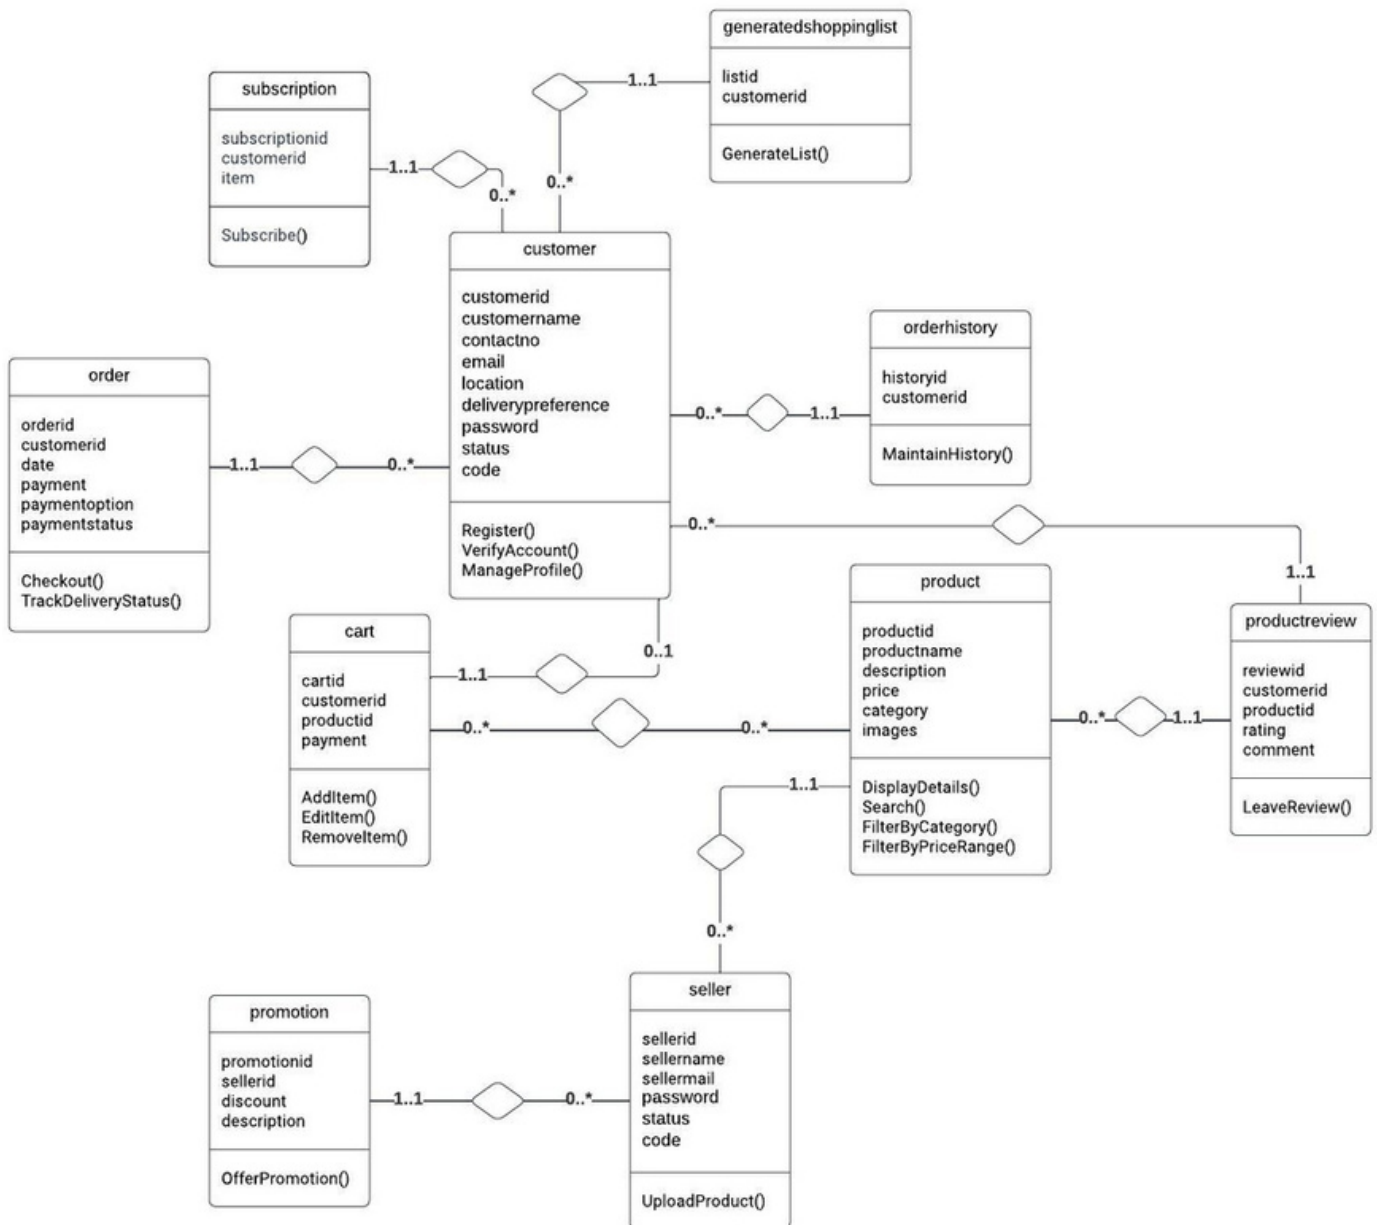 generatedshoppinglist
listid
customerid
GenerateList()
1..1
0..*
subscription
subscriptionid
customerid
item
Subscribe()
1..1
0..*
customer
customerid
customername
contactno
email
location
deliverypreference
password
status
code
Register()
VerifyAccount()
ManageProfile()
orderhistory
historyid
customerid
MaintainHistory()
0..*
1..1
order
orderid
customerid
date
payment
paymentoption
paymentstatus
Checkout()
TrackDeliveryStatus()
1..1
0..*
0..*
1..1
cart
cartid
customerid
productid
payment
AddItem()
EditItem()
RemoveItem()
1..1
0..1
0..*
0..*
product
productid
productname
description
price
category
images
DisplayDetails()
Search()
FilterByCategory()
FilterByPriceRange()
0..*
1..1
productreview
reviewid
customerid
productid
rating
comment
LeaveReview()
1..1
0..*
seller
sellerid
sellername
sellermail
password
status
code
UploadProduct()
promotion
promotionid
sellerid
discount
description
OfferPromotion()
1..1
0..*